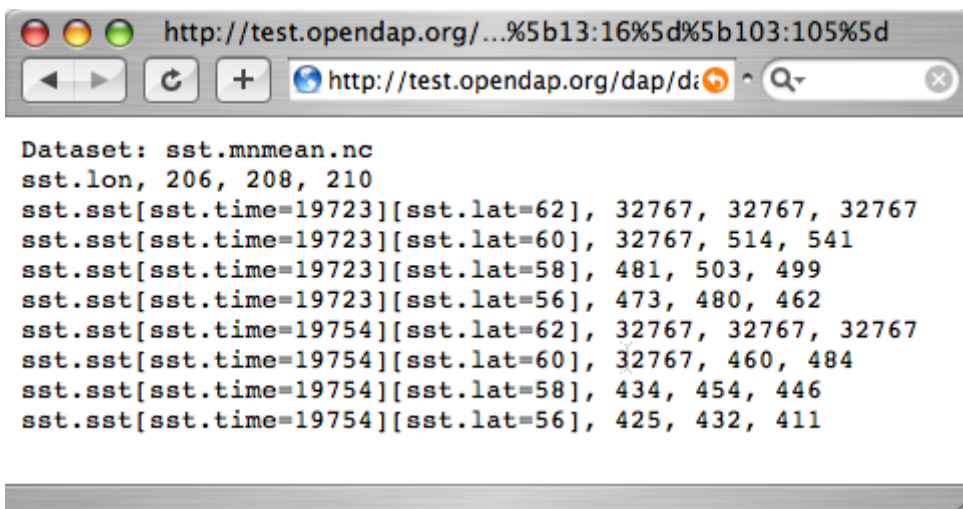 http://test.opendap.org/...%5b13:16%5d%5b103:105%5d
http://test.opendap.org/dap/da
Dataset: sst.mnmean.nc
sst.lon, 206, 208, 210
sst.sst[sst.time=19723][sst.lat=62], 32767, 32767, 32767
sst.sst[sst.time=19723][sst.lat=60], 32767, 514, 541
sst.sst[sst.time=19723][sst.lat=58], 481, 503, 499
sst.sst[sst.time=19723][sst.lat=56], 473, 480, 462
sst.sst[sst.time=19754][sst.lat=62], 32767, 32767, 32767
sst.sst[sst.time=19754][sst.lat=60], 32767, 460, 484
sst.sst[sst.time=19754][sst.lat=58], 434, 454, 446
sst.sst[sst.time=19754][sst.lat=56], 425, 432, 411